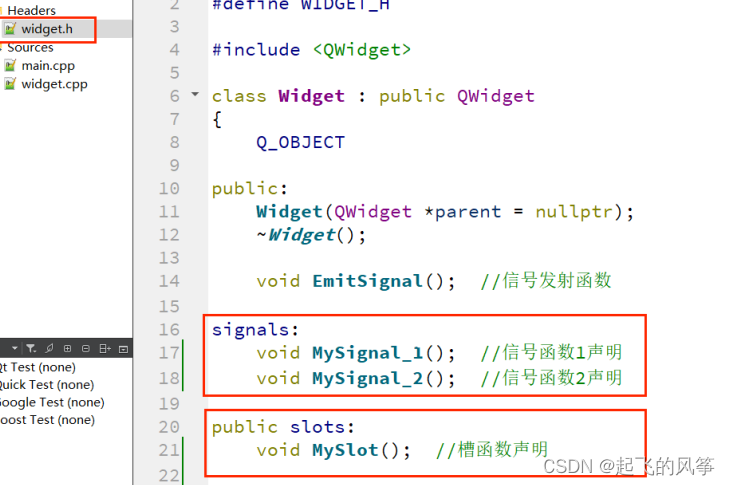 Headers
widget.h
Sources
main.cpp
widget.cpp
Qt Test (none)
Quick Test (none)
Google Test (none)
Boost Test (none)
2 #define WIDGET_H
3
4 #include <QWidget>
5
6 class Widget : public QWidget
7 {
8 Q_OBJECT
9
10 public:
11 Widget(QWidget *parent = nullptr);
12 ~Widget();
13
14 void EmitSignal(); //信号发射函数
15
16 signals:
17 void MySignal_1(); //信号函数1声明
18 void MySignal_2(); //信号函数2声明
19
20 public slots:
21 void MySlot(); //槽函数声明
22
CSDN @起飞的风筝